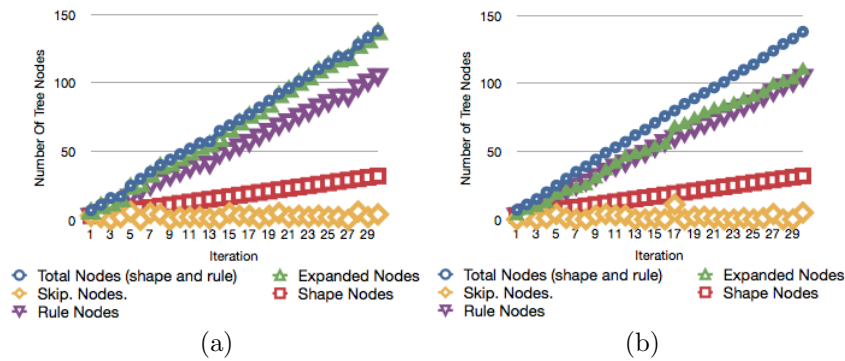 150
100
50
0
Number Of Tree Nodes
1 3 5 7 9 11 13 15 17 19 21 23 25 27 29
Iteration
Total Nodes (shape and rule)
Expanded Nodes
Skip. Nodes.
Shape Nodes
Rule Nodes
(a)
150
100
50
0
Number of Tree Nodes
1 3 5 7 9 11 13 15 17 19 21 23 25 27 29
Iteration
Total Nodes (shape and rule)
Expanded Nodes
Skip. Nodes.
Shape Nodes
Rule Nodes
(b)